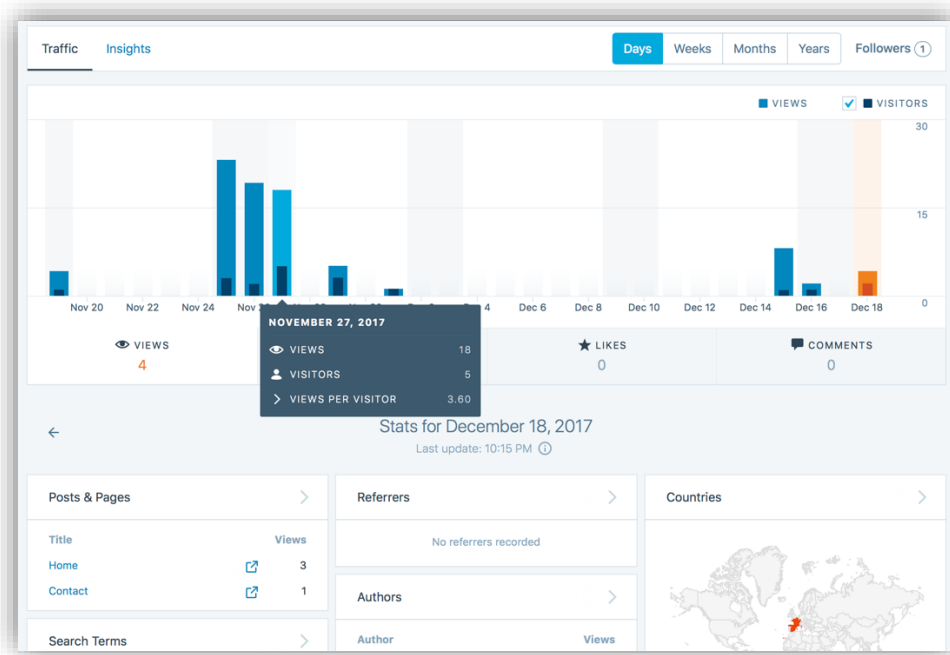 Traffic Insights Days Weeks Months Years Followers 1
VIEWS VISITORS
30
15
0
Nov 20 Nov 22 Nov 24 Dec 6 Dec 8 Dec 10 Dec 12 Dec 14 Dec 16 Dec 18
NOVEMBER 27, 2017
VIEWS 18
VISITORS 5
VIEWS PER VISITOR 3.60
VIEWS
4
LIKES
0
COMMENTS
0
Stats for December 18, 2017
Last update: 10:15 PM
Posts & Pages
Title Views
Home 3
Contact 1
Search Terms
Referrers
No referrers recorded
Authors
Author Views
Countries